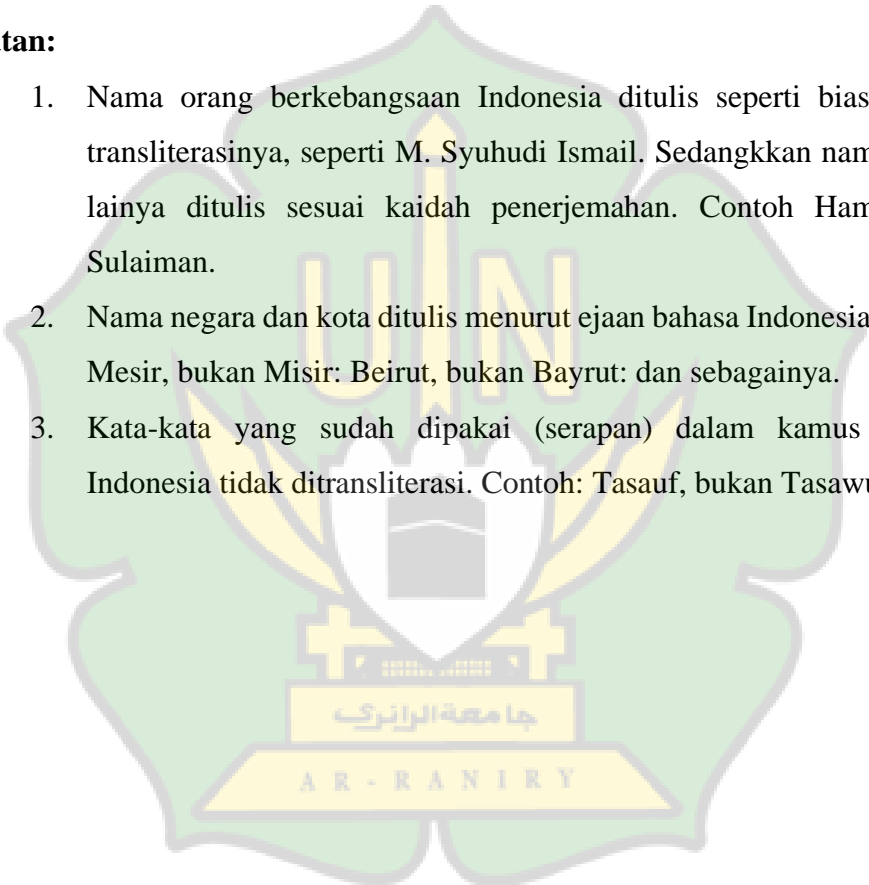 atan:
1. Nama orang berkebangsaan Indonesia ditulis seperti bias
transliterasinya, seperti M. Syuhudi Ismail. Sedangkkan nam
lainya ditulis sesuai kaidah penerjemahan. Contoh Ham
Sulaiman.
2. Nama negara dan kota ditulis menurut ejaan bahasa Indonesia
Mesir, bukan Misir: Beirut, bukan Bayrut: dan sebagainya.
3. Kata-kata yang sudah dipakai (serapan) dalam kamus
Indonesia tidak ditransliterasi. Contoh: Tasauf, bukan Tasawu
UIN
جامعة الرانري
AR-RANIRY